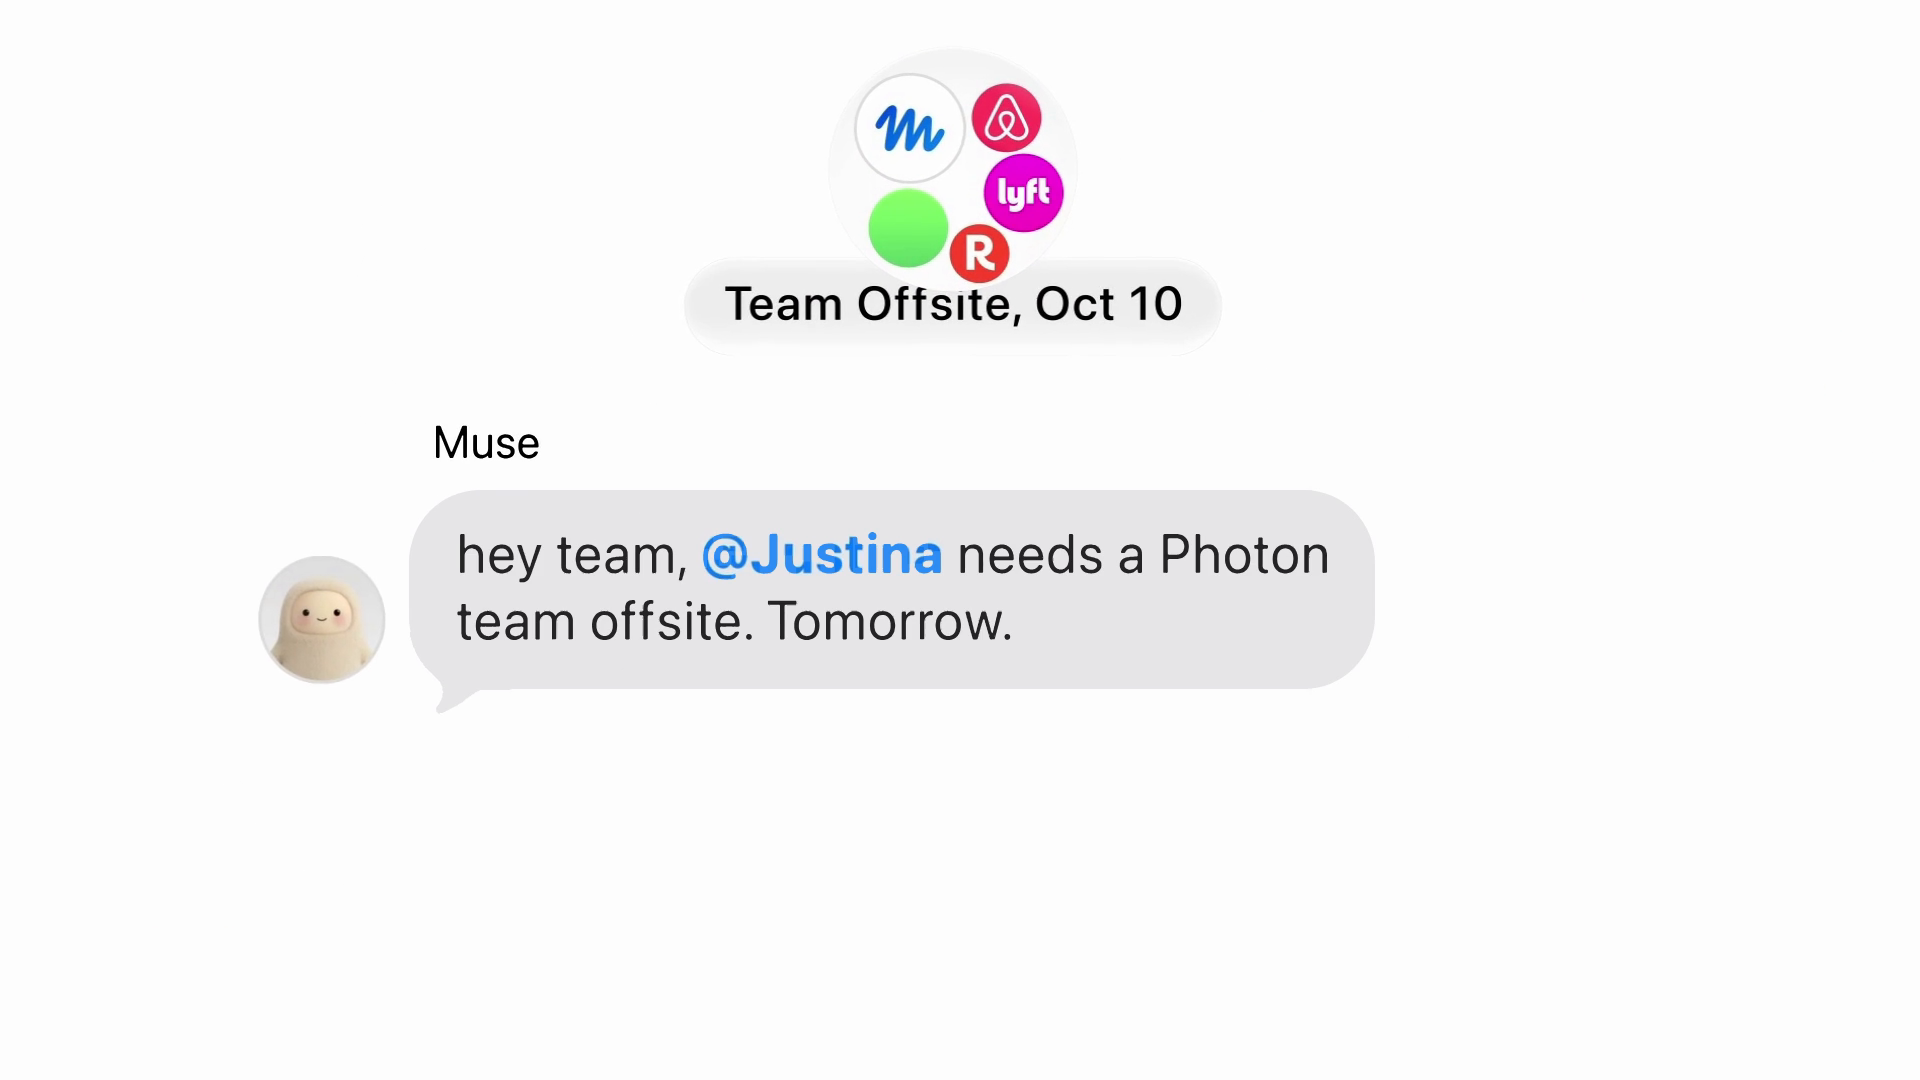 lyft
R
Team Offsite, Oct 10
Muse
hey team, @Justina needs a Photon
team offsite. Tomorrow.